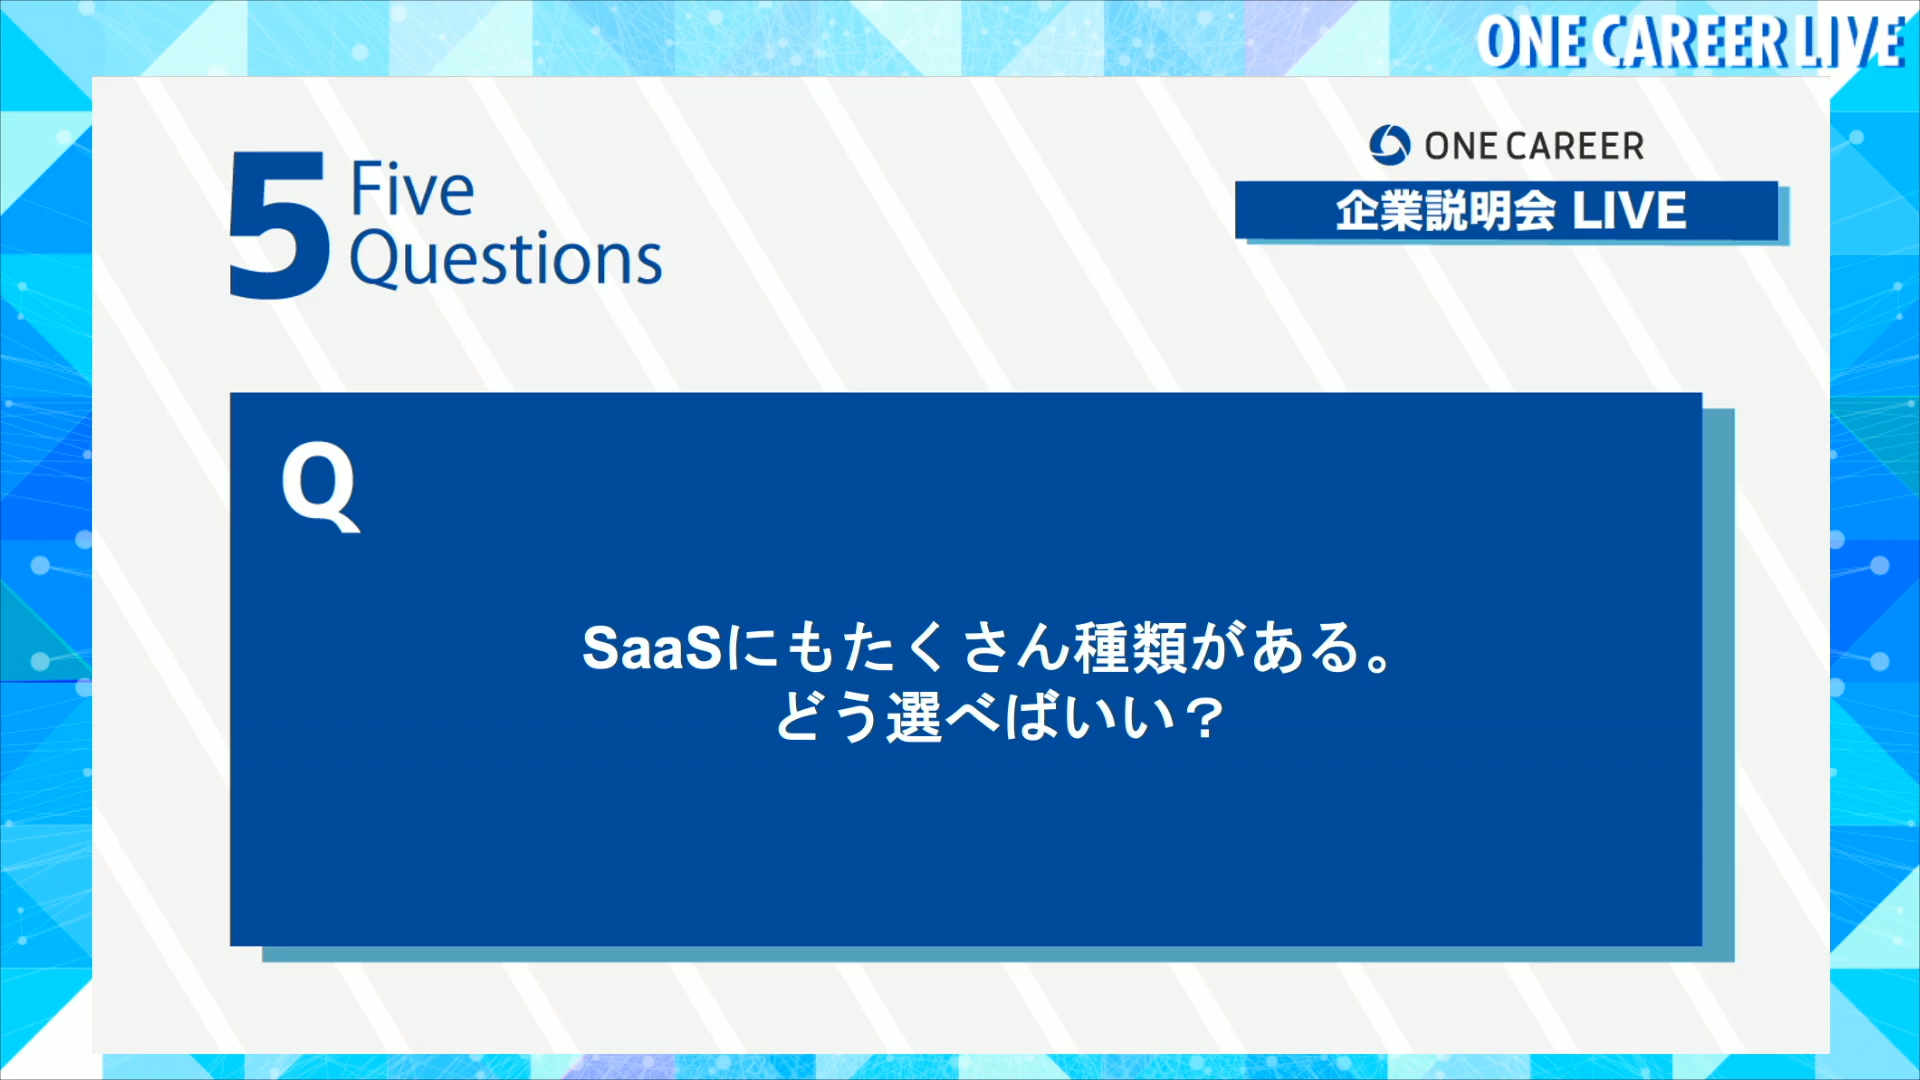 ONE CAREER LIVE
5 Five
Questions
ONE CAREER
企業説明会 LIVE
Q
SaaSにもたくさん種類がある。
どう選べばいい？